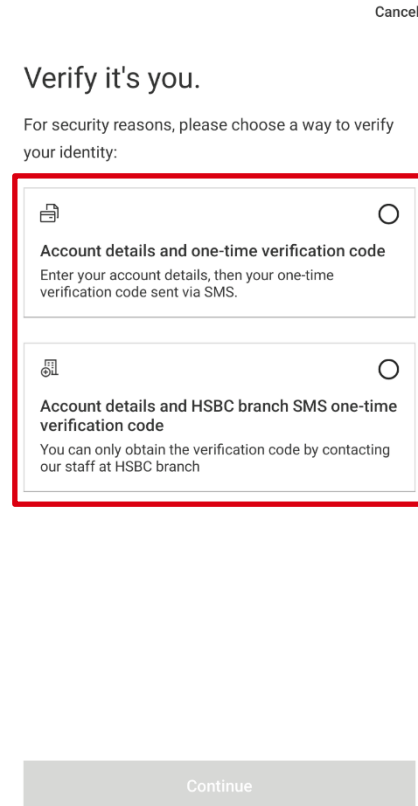 Cancel
Verify it's you.
For security reasons, please choose a way to verify
your identity:
Account details and one-time verification code
Enter your account details, then your one-time
verification code sent via SMS.
Account details and HSBC branch SMS one-time
verification code
You can only obtain the verification code by contacting
our staff at HSBC branch
Continue